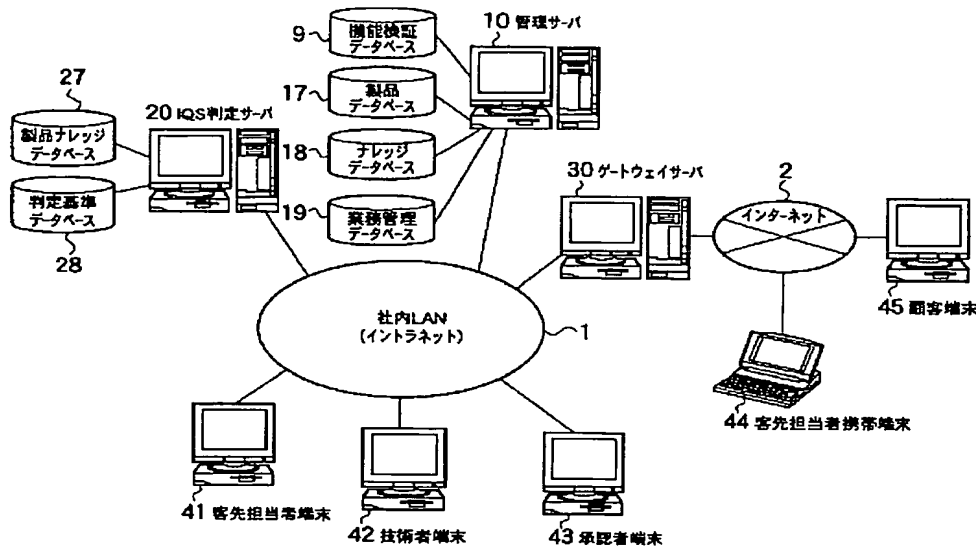 9
機能検証
データベース
10 管理サーバ
27
17
製品
データベース
20 IQS判定サーバ
製品ナレッジ
データベース
18
ナレッジ
データベース
30 ゲートウェイサーバ
2
インターネット
判定基準
データベース
19
業務管理
データベース
28
45 顧客端末
社内LAN
(イントラネット)
1
44 客先担当者携帯端末
41 客先担当者端末
42 技術者端末
43 承認者端末